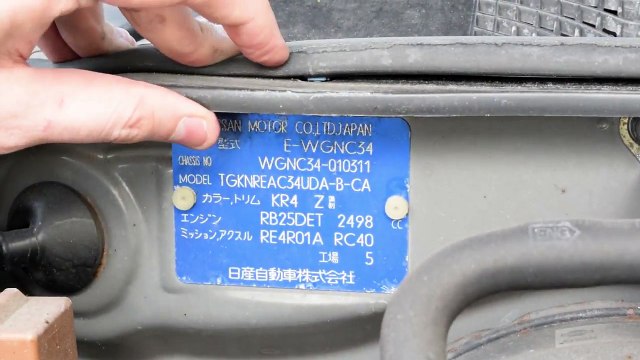 SAN MOTOR CO.,LTD.JAPAN
型式 E-WGNC34
CHASSIS NO WGNC34-010311
MODEL TGKNREAC34UDA-B-CA
カラー,トリム KR4 Z
エンジン RB25DET 2498 CC
ミッション,アクスル RE4R01A RC40
工場 5
日産自動車株式会社